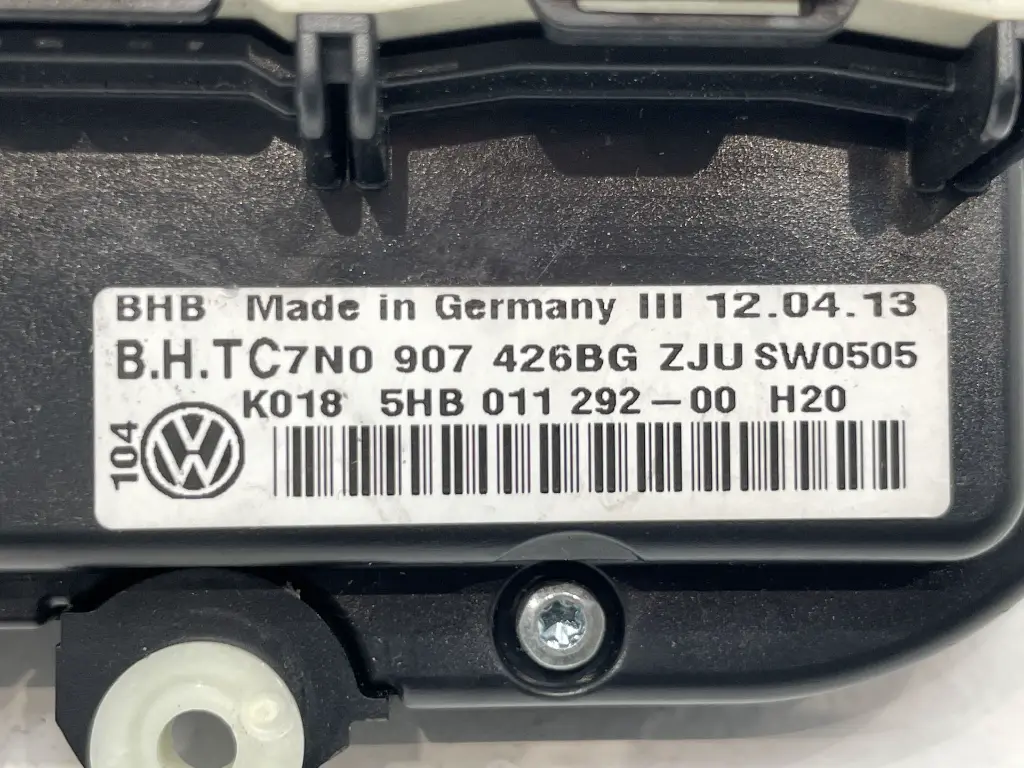 BHB Made in Germany III 12.04.13
B.H.T C7N0 907 426BG ZJU SW0505
K018 5HB 011 292-00 H20
104